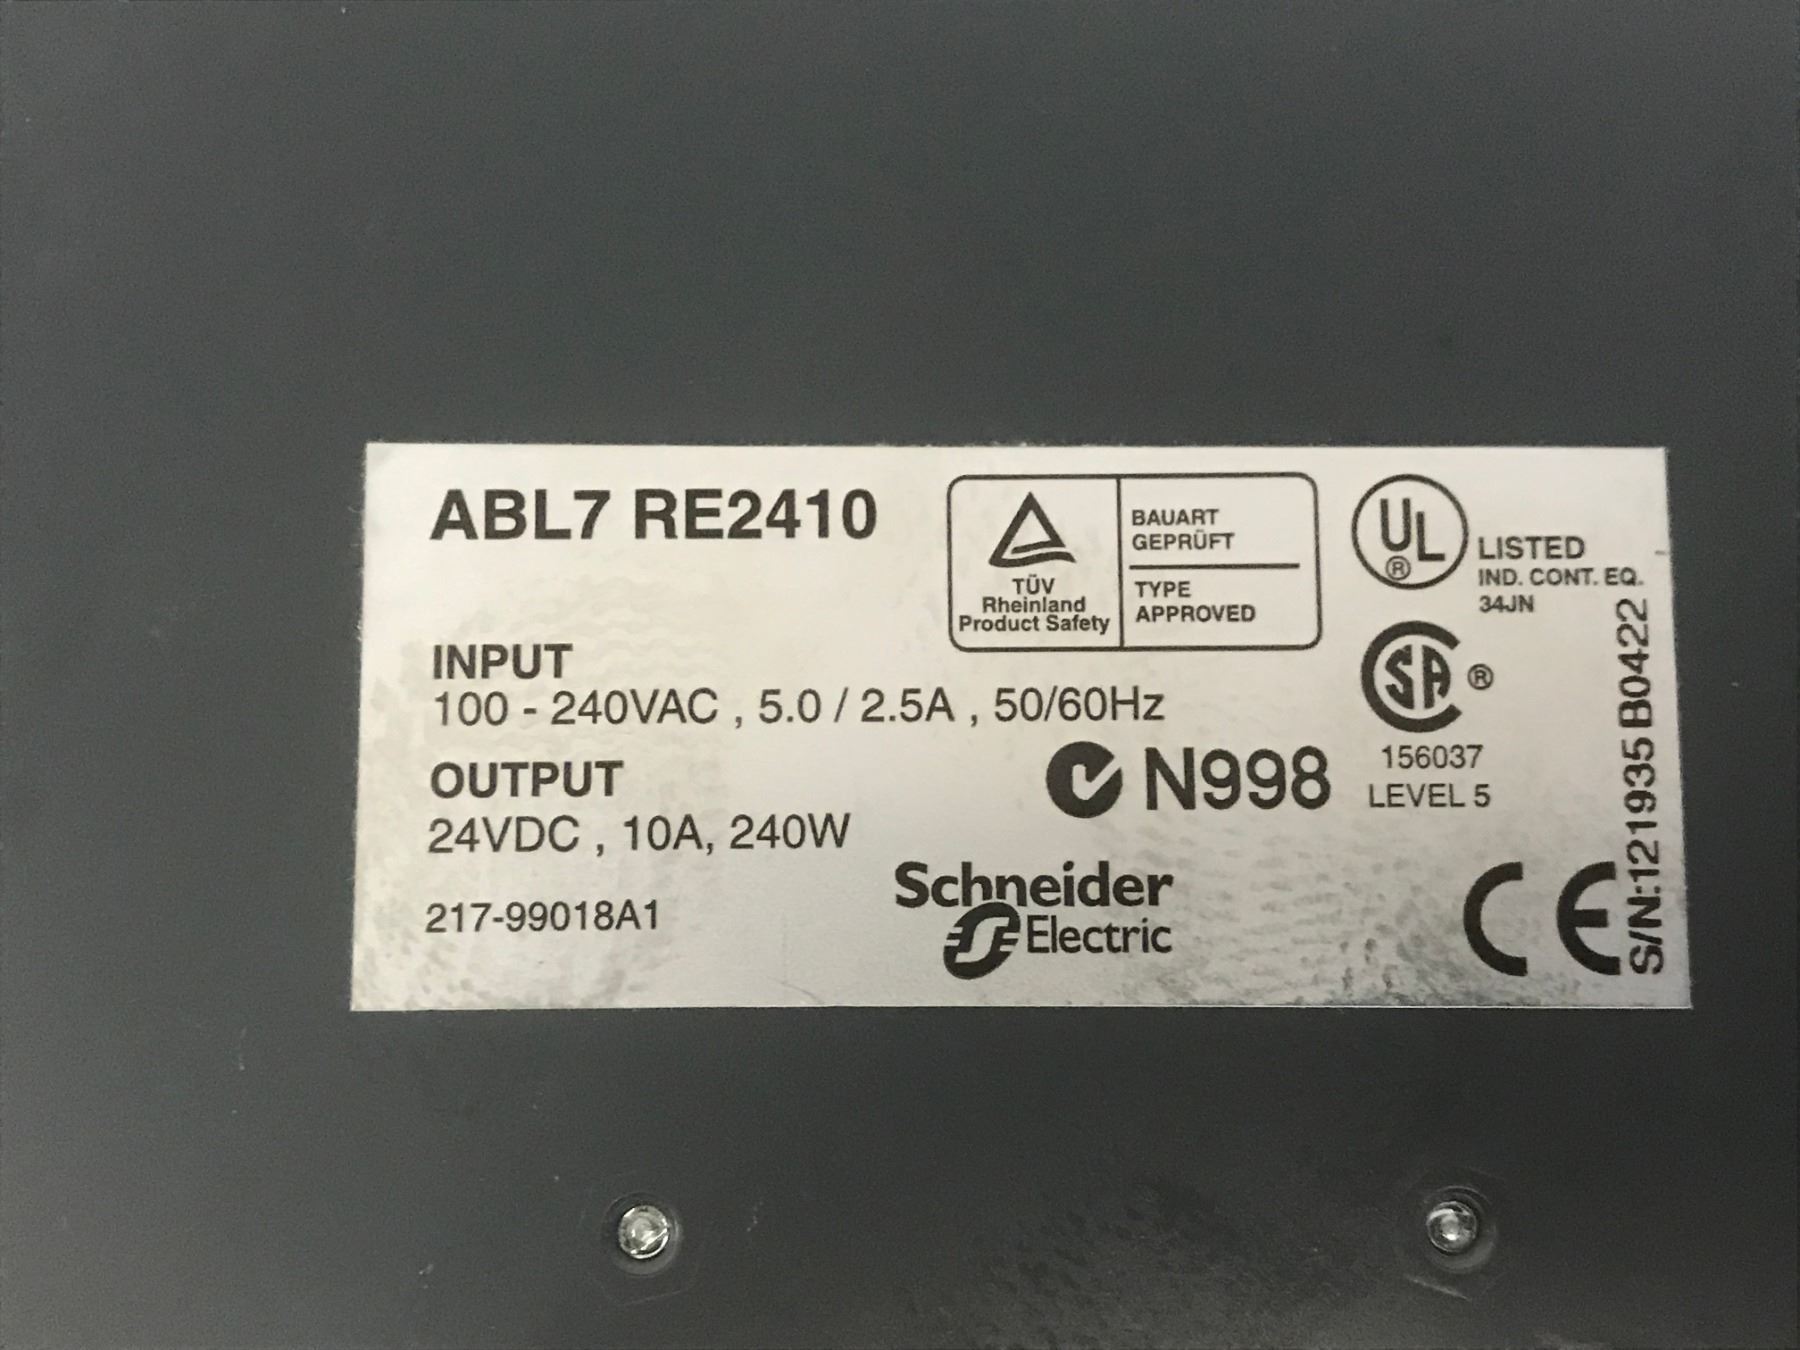 ABL7 RE2410
TÜV
Rheinland
Product Safety
BAUART
GEPRÜFT
TYPE
APPROVED
UL
®
LISTED
IND. CONT. EQ.
34JN
INPUT
100 - 240VAC , 5.0 / 2.5A , 50/60Hz
SA ®
156037
LEVEL 5
OUTPUT
24VDC , 10A, 240W
N998
217-99018A1
Schneider
Electric
CE
S/N:121935B0422